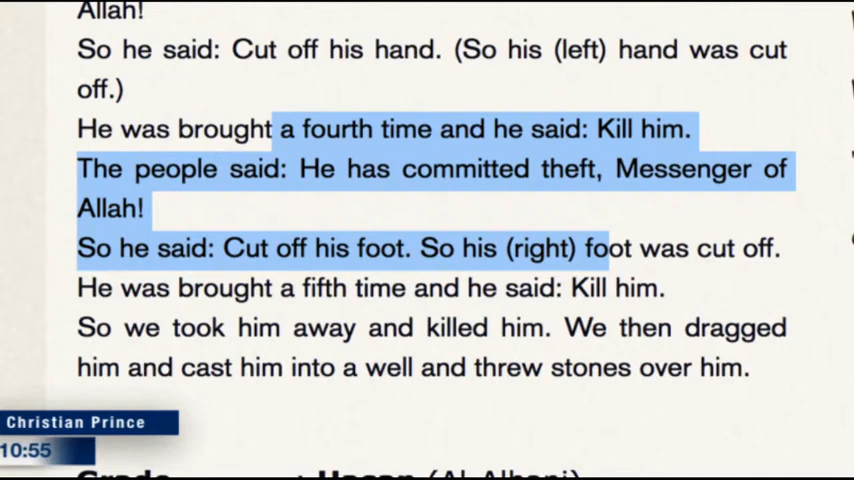 Allah!
So he said: Cut off his hand. (So his (left) hand was cut
off.)
He was brought a fourth time and he said: Kill him.
The people said: He has committed theft, Messenger of
Allah!
So he said: Cut off his foot. So his (right) foot was cut off.
He was brought a fifth time and he said: Kill him.
So we took him away and killed him. We then dragged
him and cast him into a well and threw stones over him.
Christian Prince
10:55
Grade : Hasan (Al-Albani)